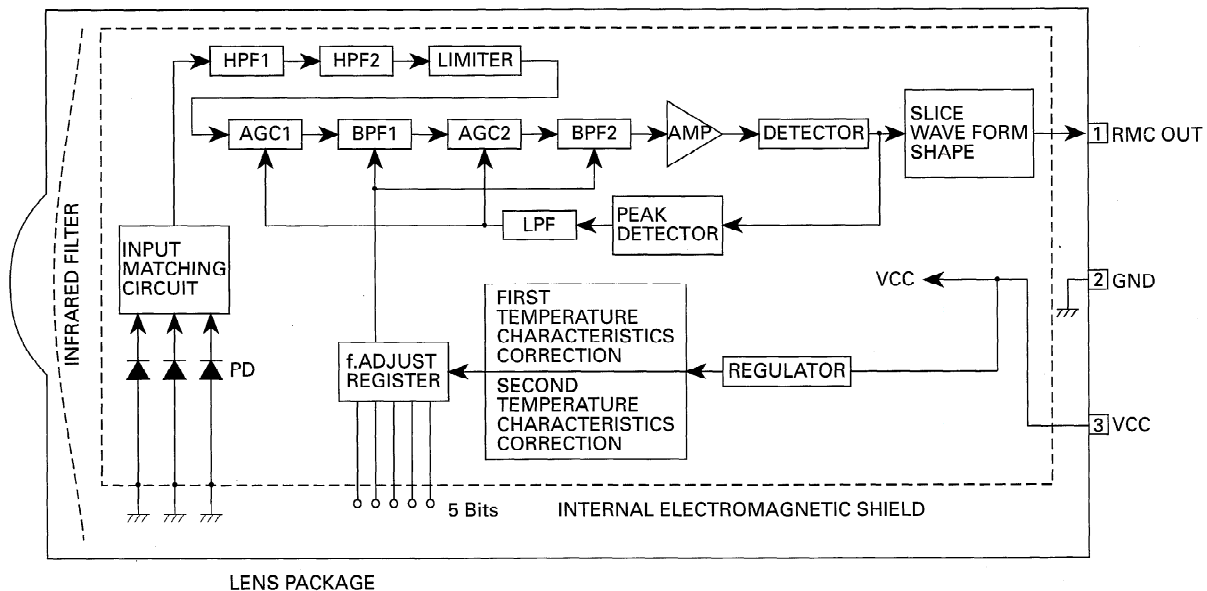 HPF1
HPF2
LIMITER
AGC1
BPF1
AGC2
BPF2
AMP
DETECTOR
SLICE
WAVE FORM
SHAPE
1 RMC OUT
LPF
PEAK
DETECTOR
INPUT
MATCHING
CIRCUIT
INFRARED FILTER
VCC
2 GND
FIRST
TEMPERATURE
CHARACTERISTICS
CORRECTION
PD
f.ADJUST
REGISTER
REGULATOR
SECOND
TEMPERATURE
CHARACTERISTICS
CORRECTION
3 VCC
5 Bits
INTERNAL ELECTROMAGNETIC SHIELD
LENS PACKAGE